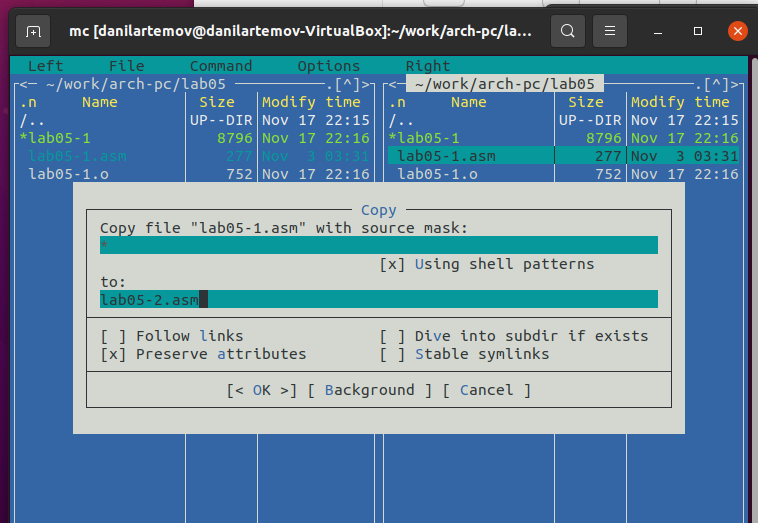 mc [danilartemov@danilartemov-VirtualBox]:~/work/arch-pc/la...
Left File Command Options Right
<— ~/work/arch-pc/lab05 —.[^]> <— ~/work/arch-pc/lab05 —.[^]>
.n Name Size Modify time .n Name Size Modify time
/.. UP--DIR Nov 17 22:15 /.. UP--DIR Nov 17 22:15
*lab05-1 8796 Nov 17 22:16 *lab05-1 8796 Nov 17 22:16
lab05-1.asm 277 Nov 3 03:31 lab05-1.asm 277 Nov 3 03:31
lab05-1.o 752 Nov 17 22:16 lab05-1.o 752 Nov 17 22:16
Copy
Copy file "lab05-1.asm" with source mask:
*
[x] Using shell patterns
to:
lab05-2.asm
[ ] Follow links [ ] Dive into subdir if exists
[x] Preserve attributes [ ] Stable symlinks
[< OK >] [ Background ] [ Cancel ]